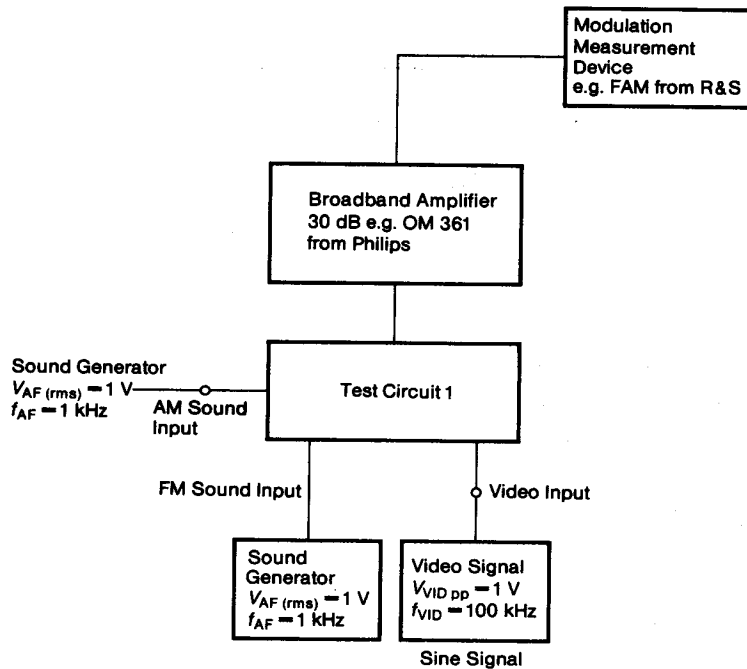 Modulation
Measurement
Device
e.g. FAM from R&S
Broadband Amplifier
30 dB e.g. OM 361
from Philips
Sound Generator
V_AF (rms) = 1 V
f_AF = 1 kHz
AM Sound
Input
Test Circuit 1
FM Sound Input
Video Input
Sound
Generator
V_AF (rms) = 1 V
f_AF = 1 kHz
Video Signal
V_VID pp = 1 V
f_VID = 100 kHz
Sine Signal